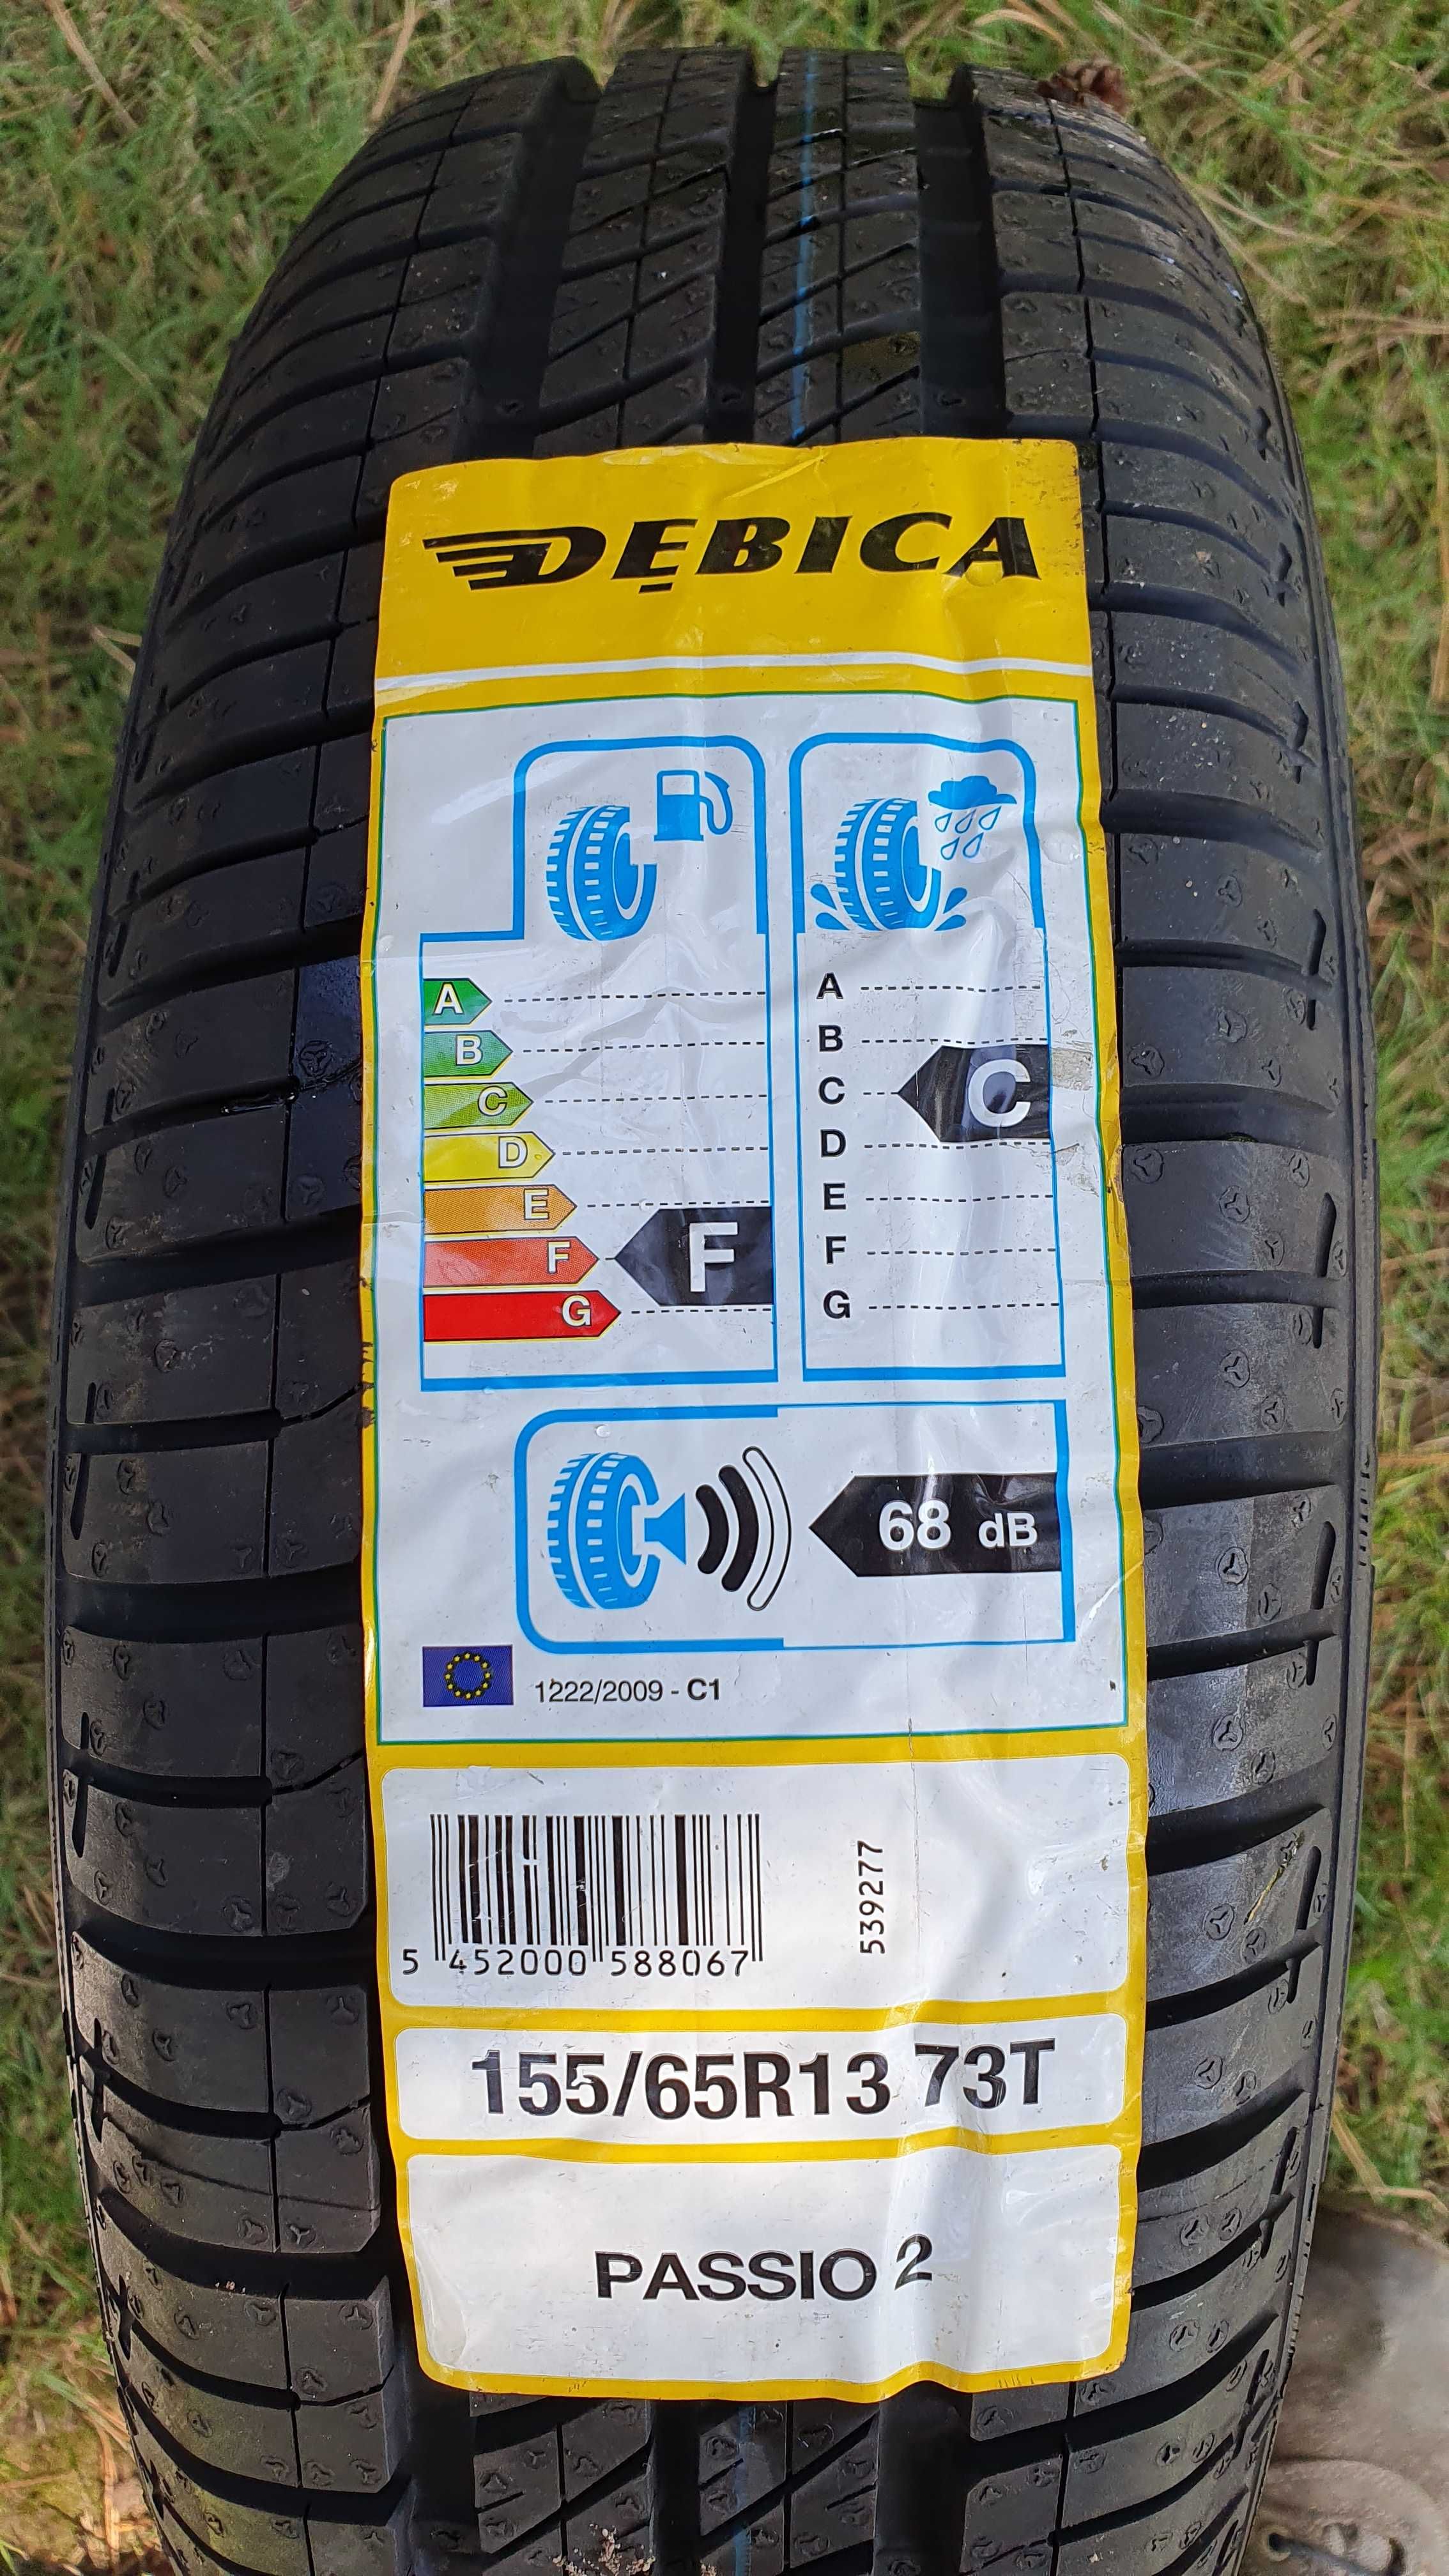 DĘBICA
A
B
C
D
E
F
G
F
A
B
C
D
E
F
G
C
68 dB
1222/2009 - C1
5 452000 588067
539277
155/65R13 73T
PASSIO 2